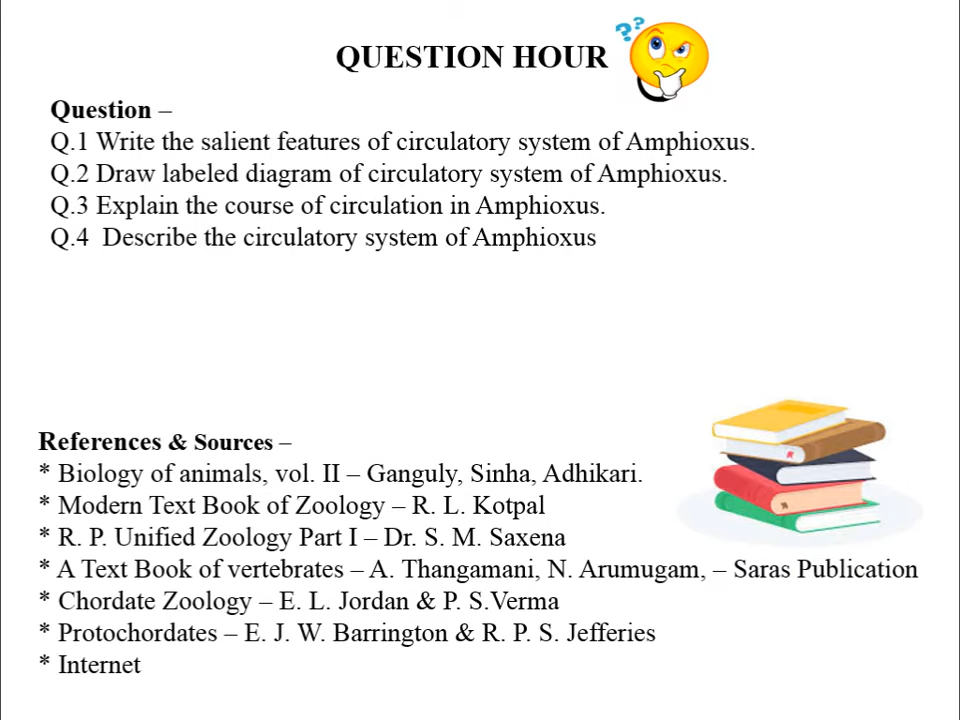 QUESTION HOUR
??
Question –
Q.1 Write the salient features of circulatory system of Amphioxus.
Q.2 Draw labeled diagram of circulatory system of Amphioxus.
Q.3 Explain the course of circulation in Amphioxus.
Q.4 Describe the circulatory system of Amphioxus
References & Sources –
* Biology of animals, vol. II – Ganguly, Sinha, Adhikari.
* Modern Text Book of Zoology – R. L. Kotpal
* R. P. Unified Zoology Part I – Dr. S. M. Saxena
* A Text Book of vertebrates – A. Thangamani, N. Arumugam, – Saras Publication
* Chordate Zoology – E. L. Jordan & P. S.Verma
* Protochordates – E. J. W. Barrington & R. P. S. Jefferies
* Internet